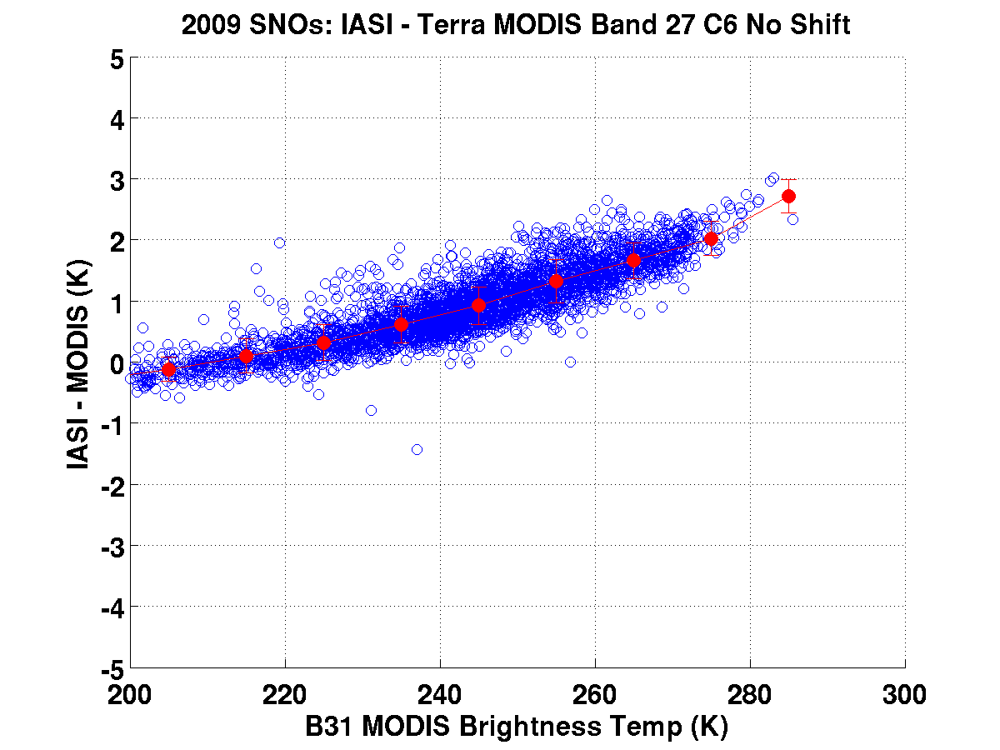 2009 SNOs: IASI - Terra MODIS Band 27 C6 No Shift
5
4
3
2
1
0
-1
-2
-3
-4
-5
IASI - MODIS (K)
200 220 240 260 280 300
B31 MODIS Brightness Temp (K)